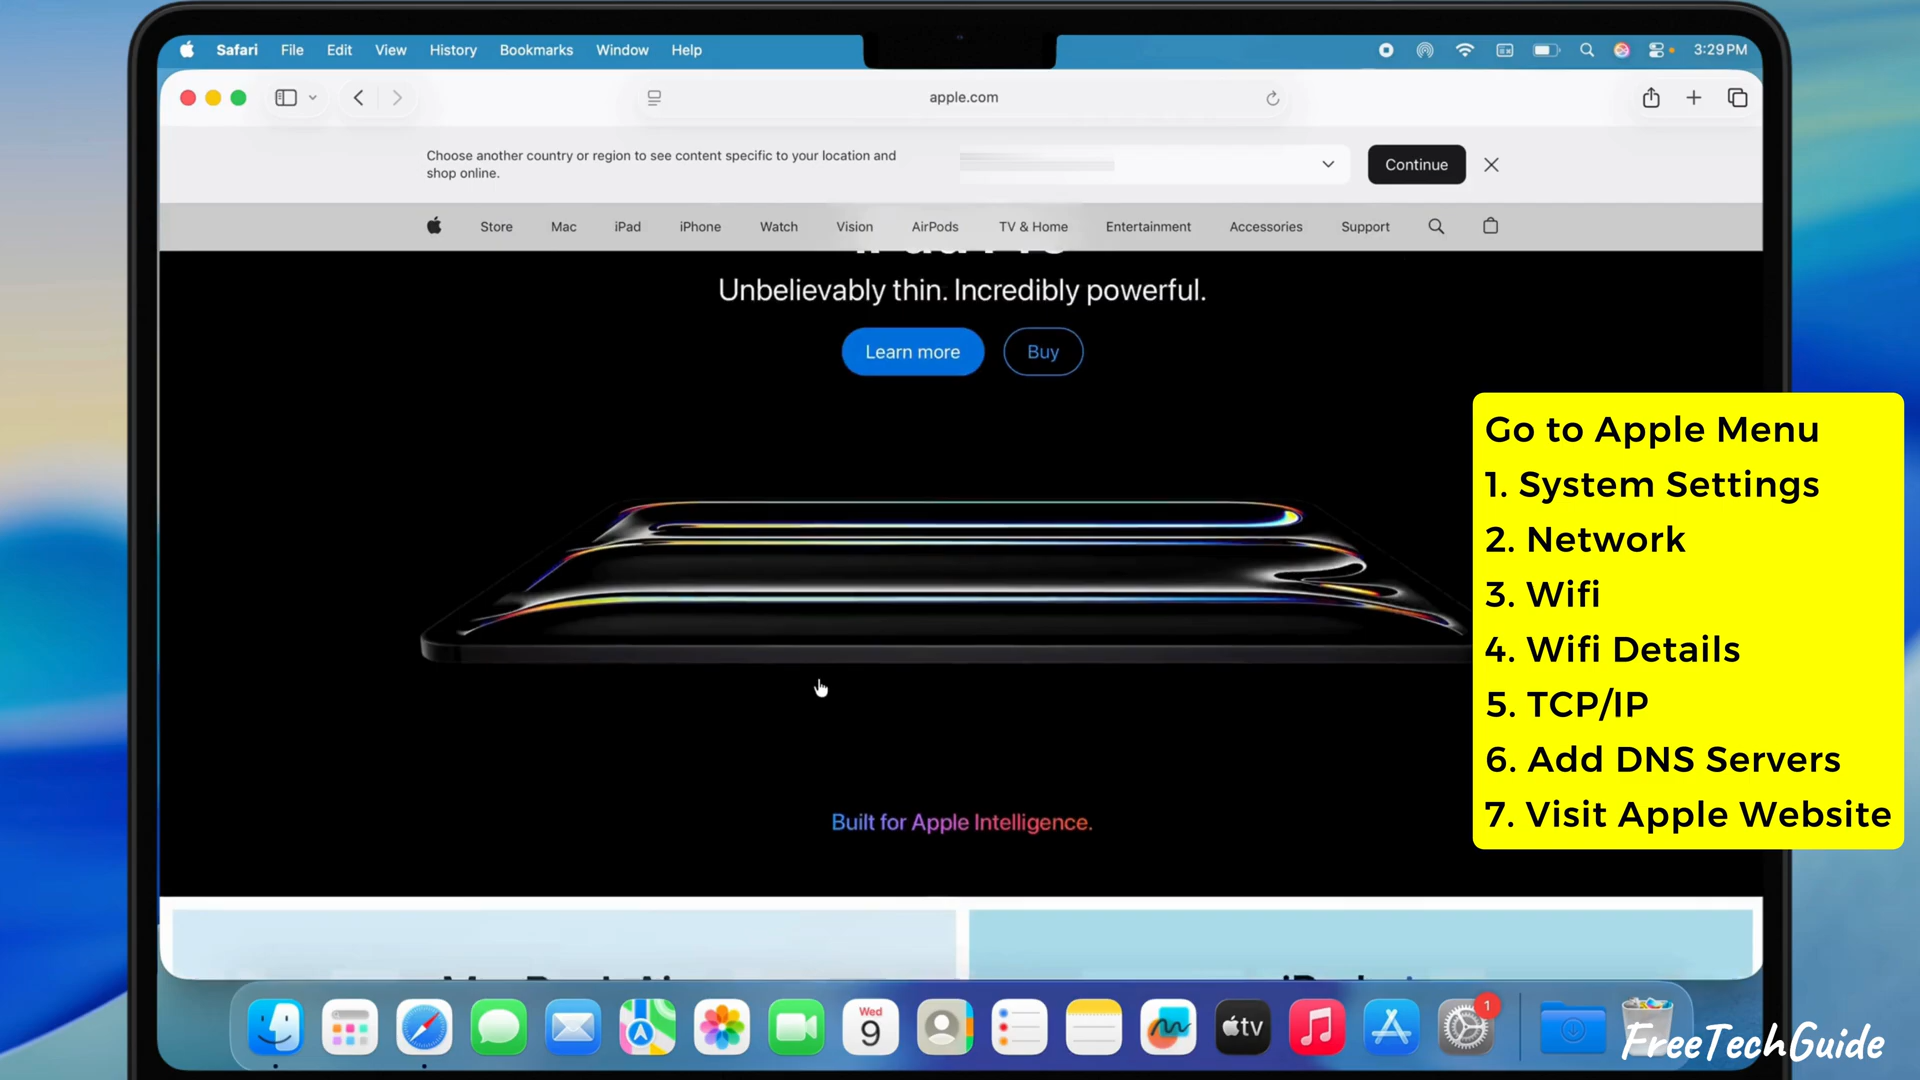 Safari File Edit View History Bookmarks Window Help 3:29 PM
apple.com
Choose another country or region to see content specific to your location and
shop online.
Continue
Store Mac iPad iPhone Watch Vision AirPods TV & Home Entertainment Accessories Support
Unbelievably thin. Incredibly powerful.
Learn more Buy
Built for Apple Intelligence.
Go to Apple Menu
1. System Settings
2. Network
3. Wifi
4. Wifi Details
5. TCP/IP
6. Add DNS Servers
7. Visit Apple Website
Wed
9
tv
1
FreeTechGuide